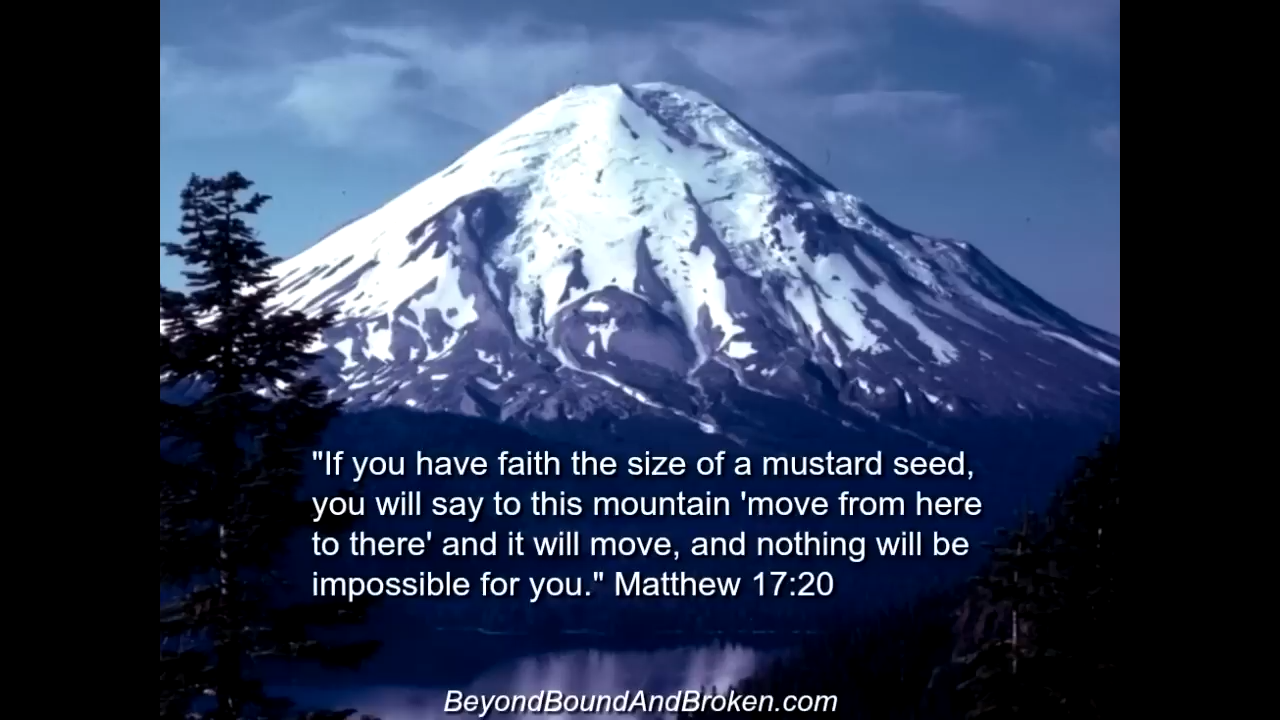 "If you have faith the size of a mustard seed,
you will say to this mountain 'move from here
to there' and it will move, and nothing will be
impossible for you." Matthew 17:20
BeyondBoundAndBroken.com